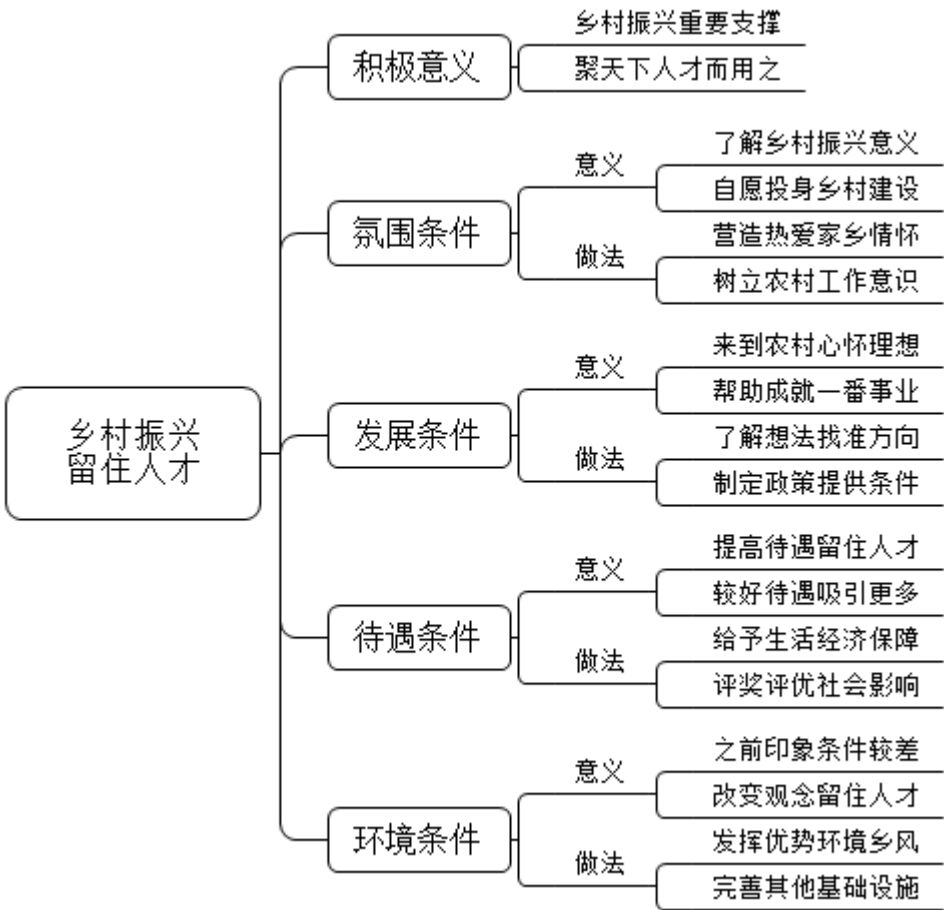 乡村振兴
留住人才
积极意义
乡村振兴重要支撑
聚天下人才而用之
氛围条件
意义
了解乡村振兴意义
自愿投身乡村建设
做法
营造热爱家乡情怀
树立农村工作意识
发展条件
意义
来到农村心怀理想
帮助成就一番事业
做法
了解想法找准方向
制定政策提供条件
待遇条件
意义
提高待遇留住人才
较好待遇吸引更多
做法
给予生活经济保障
评奖评优社会影响
环境条件
意义
之前印象条件较差
改变观念留住人才
做法
发挥优势环境乡风
完善其他基础设施